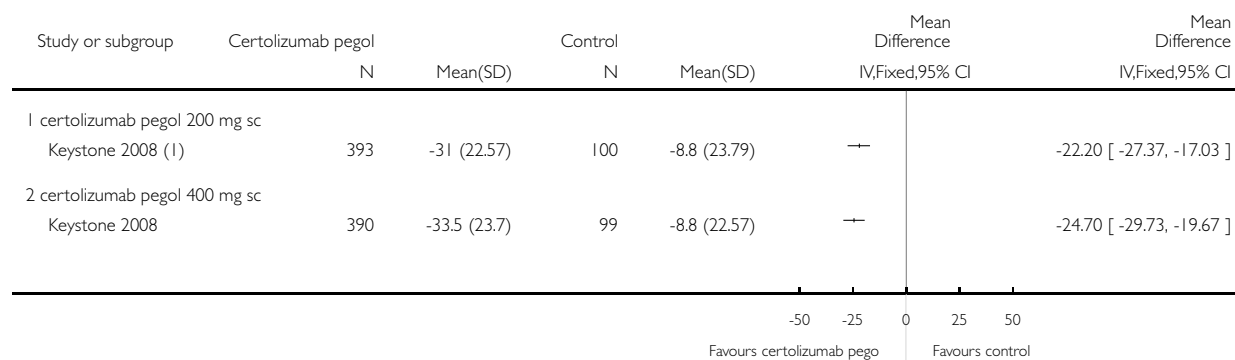 Mean Mean
Study or subgroup Certolizumab pegol Control Difference Difference
N Mean(SD) N Mean(SD) IV,Fixed,95% CI IV,Fixed,95% CI
1 certolizumab pegol 200 mg sc
Keystone 2008 (1) 393 -31 (22.57) 100 -8.8 (23.79) -22.20 [ -27.37, -17.03 ]
2 certolizumab pegol 400 mg sc
Keystone 2008 390 -33.5 (23.7) 99 -8.8 (22.57) -24.70 [ -29.73, -19.67 ]
-50 -25 0 25 50
Favours certolizumab pego Favours control